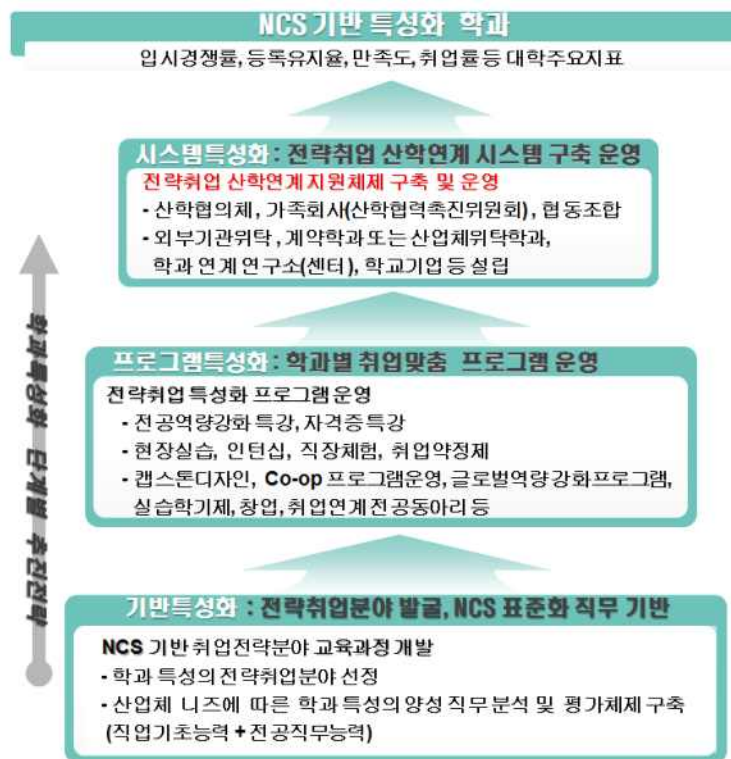 NCS 기반 특성화 학과
입시경쟁률, 등록유지율, 만족도, 취업률 등 대학주요지표
시스템특성화 : 전략취업 산학연계 시스템 구축 운영
전략취업 산학연계지원체제 구축 및 운영
- 산학협의체, 가족회사(산학협력촉진위원회), 협동조합
- 외부기관위탁, 계약학과 또는 산업체위탁학과,
학과 연계 연구소(센터), 학교기업 등 설립
프로그램특성화 : 학과별 취업맞춤 프로그램 운영
전략취업 특성화 프로그램 운영
- 전공역량강화 특강, 자격증특강
- 현장실습, 인턴십, 직장체험, 취업약정제
- 캡스톤디자인, Co-op 프로그램운영, 글로벌역량 강화프로그램,
실습학기제, 창업, 취업연계 전공동아리 등
기반특성화 : 전략취업분야 발굴, NCS 표준화 직무 기반
NCS 기반 취업전략분야 교육과정 개발
- 학과 특성의 전략취업분야 선정
- 산업체 니즈에 따른 학과 특성의 양성 직무분석 및 평가체제 구축
(직업기초능력 + 전공직무능력)
학과특성화 단계별 추진전략